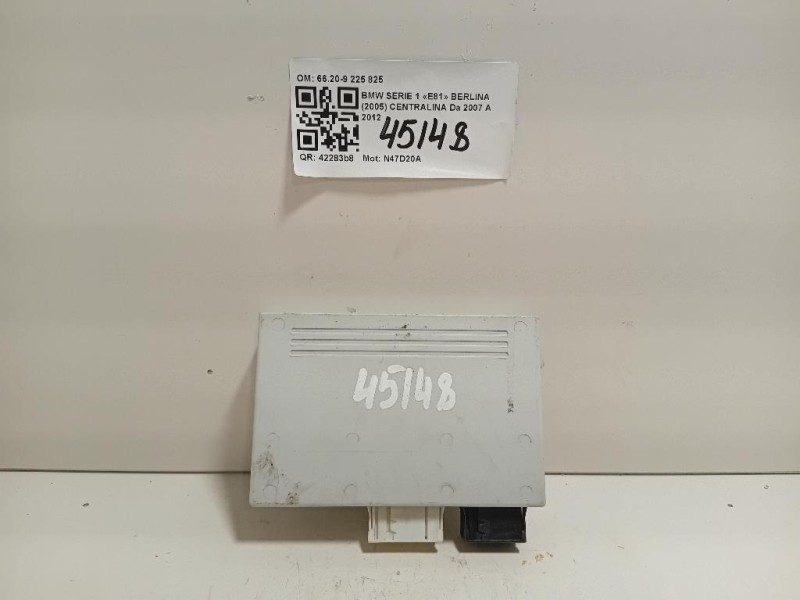 OM: 66.20-9 225 825
BMW SERIE 1 «E81» BERLINA
(2005) CENTRALINA Da 2007 A
2012
45148
QR: 42283b8 Mot: N47D20A
45148